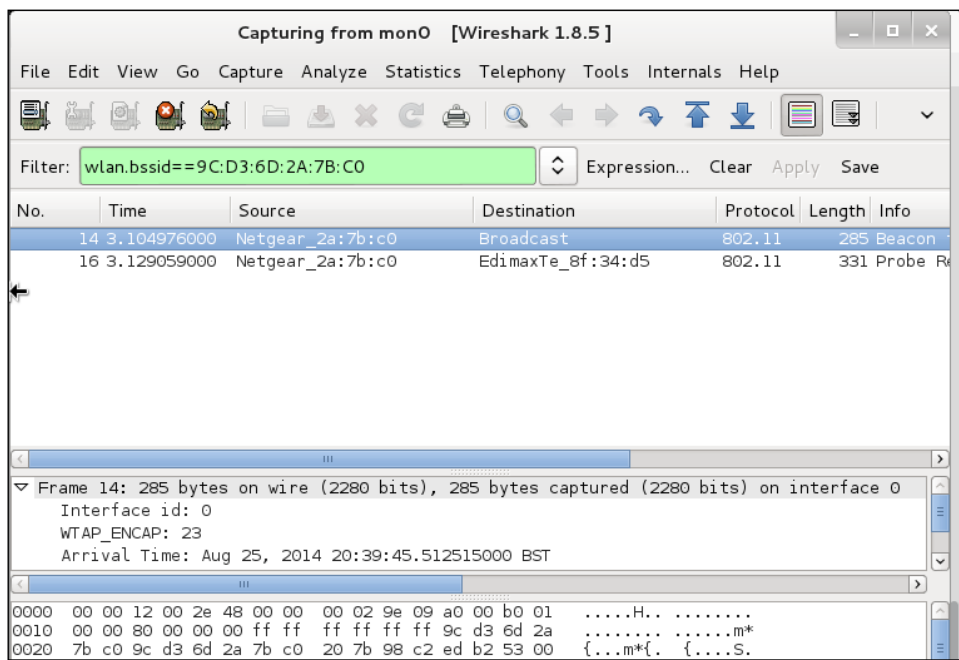 Capturing from mon0 [Wireshark 1.8.5 ]
File Edit View Go Capture Analyze Statistics Telephony Tools Internals Help
Filter: wlan.bssid==9C:D3:6D:2A:7B:C0 Expression... Clear Apply Save
No. Time Source Destination Protocol Length Info
14 3.104976000 Netgear_2a:7b:c0 Broadcast 802.11 285 Beacon
16 3.129059000 Netgear_2a:7b:c0 EdimaxTe_8f:34:d5 802.11 331 Probe Re
Frame 14: 285 bytes on wire (2280 bits), 285 bytes captured (2280 bits) on interface 0
Interface id: 0
WTAP_ENCAP: 23
Arrival Time: Aug 25, 2014 20:39:45.512515000 BST
0000 00 00 12 00 2e 48 00 00 00 02 9e 09 a0 00 b0 01 .....H.. ........
0010 00 00 80 00 00 00 ff ff ff ff ff ff 9c d3 6d 2a ........ ......m*
0020 7b c0 9c d3 6d 2a 7b c0 20 7b 98 c2 ed b2 53 00 {...m*{. {....S.